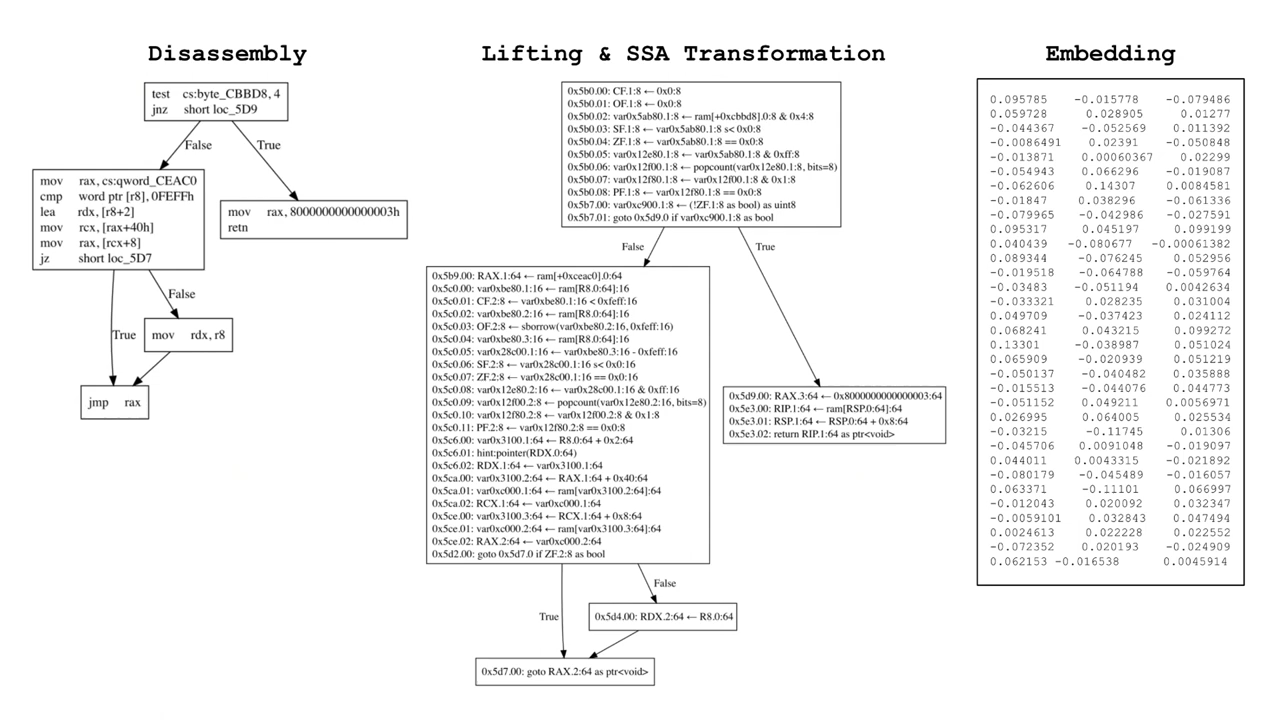 Disassembly
test cs:byte_CBBD8, 4
jnz short loc_5D9
False
True
mov rax, cs:qword_CEAC0
cmp word ptr [r8], 0FEFFh
lea rdx, [r8+2]
mov rcx, [rax+40h]
mov rax, [rcx+8]
jz short loc_5D7
mov rax, 8000000000000003h
retn
False
True
mov rdx, r8
jmp rax
Lifting & SSA Transformation
0x5b0.00: CF.1:8 ← 0x0:8
0x5b0.01: OF.1:8 ← 0x0:8
0x5b0.02: var0x5ab80.1:8 ← ram[+0xcbbd8].0:8 & 0x4:8
0x5b0.03: SF.1:8 ← var0x5ab80.1:8 s< 0x0:8
0x5b0.04: ZF.1:8 ← var0x5ab80.1:8 == 0x0:8
0x5b0.05: var0x12e80.1:8 ← var0x5ab80.1:8 & 0xff:8
0x5b0.06: var0x12f00.1:8 ← popcount(var0x12e80.1:8, bits=8)
0x5b0.07: var0x12f80.1:8 ← var0x12f00.1:8 & 0x1:8
0x5b0.08: PF.1:8 ← var0x12f80.1:8 == 0x0:8
0x5b7.00: var0xc900.1:8 ← (!ZF.1:8 as bool) as uint8
0x5b7.01: goto 0x5d9.0 if var0xc900.1:8 as bool
False
True
0x5b9.00: RAX.1:64 ← ram[+0xceac0].0:64
0x5c0.00: var0xbe80.1:16 ← ram[R8.0:64]:16
0x5c0.01: CF.2:8 ← var0xbe80.1:16 < 0xfeff:16
0x5c0.02: var0xbe80.2:16 ← ram[R8.0:64]:16
0x5c0.03: OF.2:8 ← sborrow(var0xbe80.2:16, 0xfeff:16)
0x5c0.04: var0xbe80.3:16 ← ram[R8.0:64]:16
0x5c0.05: var0x28c00.1:16 ← var0xbe80.3:16 - 0xfeff:16
0x5c0.06: SF.2:8 ← var0x28c00.1:16 s< 0x0:16
0x5c0.07: ZF.2:8 ← var0x28c00.1:16 == 0x0:16
0x5c0.08: var0x12e80.2:16 ← var0x28c00.1:16 & 0xff:16
0x5c0.09: var0x12f00.2:8 ← popcount(var0x12e80.2:16, bits=8)
0x5c0.10: var0x12f80.2:8 ← var0x12f00.2:8 & 0x1:8
0x5c0.11: PF.2:8 ← var0x12f80.2:8 == 0x0:8
0x5c6.00: var0x3100.1:64 ← R8.0:64 + 0x2:64
0x5c6.01: hint:pointer(RDX.0:64)
0x5c6.02: RDX.1:64 ← var0x3100.1:64
0x5ca.00: var0x3100.2:64 ← RAX.1:64 + 0x40:64
0x5ca.01: var0xc000.1:64 ← ram[var0x3100.2:64]:64
0x5ca.02: RCX.1:64 ← var0xc000.1:64
0x5ce.00: var0x3100.3:64 ← RCX.1:64 + 0x8:64
0x5ce.01: var0xc000.2:64 ← ram[var0x3100.3:64]:64
0x5ce.02: RAX.2:64 ← var0xc000.2:64
0x5d2.00: goto 0x5d7.0 if ZF.2:8 as bool
0x5d9.00: RAX.3:64 ← 0x8000000000000003:64
0x5e3.00: RIP.1:64 ← ram[RSP.0:64]:64
0x5e3.01: RSP.1:64 ← RSP.0:64 + 0x8:64
0x5e3.02: return RIP.1:64 as ptr<void>
False
True
0x5d4.00: RDX.2:64 ← R8.0:64
0x5d7.00: goto RAX.2:64 as ptr<void>
Embedding
0.095785 -0.015778 -0.079486
0.059728 0.028905 0.01277
-0.044367 -0.052569 0.011392
-0.0086491 0.02391 -0.050848
-0.013871 0.00060367 0.02299
-0.054943 0.066296 -0.019087
-0.062606 0.14307 0.0084581
-0.01847 0.038296 -0.061336
-0.079965 -0.042986 -0.027591
0.095317 0.045197 0.099199
0.040439 -0.080677 -0.00061382
0.089344 -0.076245 0.052956
-0.019518 -0.064788 -0.059764
-0.03483 -0.051194 0.0042634
-0.033321 0.028235 0.031004
0.049709 -0.037423 0.024112
0.068241 0.043215 0.099272
0.13301 -0.038987 0.051024
0.065909 -0.020939 0.051219
-0.050137 -0.040482 0.035888
-0.015513 -0.044076 0.044773
-0.051152 0.049211 0.0056971
0.026995 0.064005 0.025534
-0.03215 -0.11745 0.01306
-0.045706 0.0091048 -0.019097
0.044011 0.0043315 -0.021892
-0.080179 -0.045489 -0.016057
0.063371 -0.11101 0.066997
-0.012043 0.020092 0.032347
-0.0059101 0.032843 0.047494
0.0024613 0.022228 0.022552
-0.072352 0.020193 -0.024909
0.062153 -0.016538 0.0045914